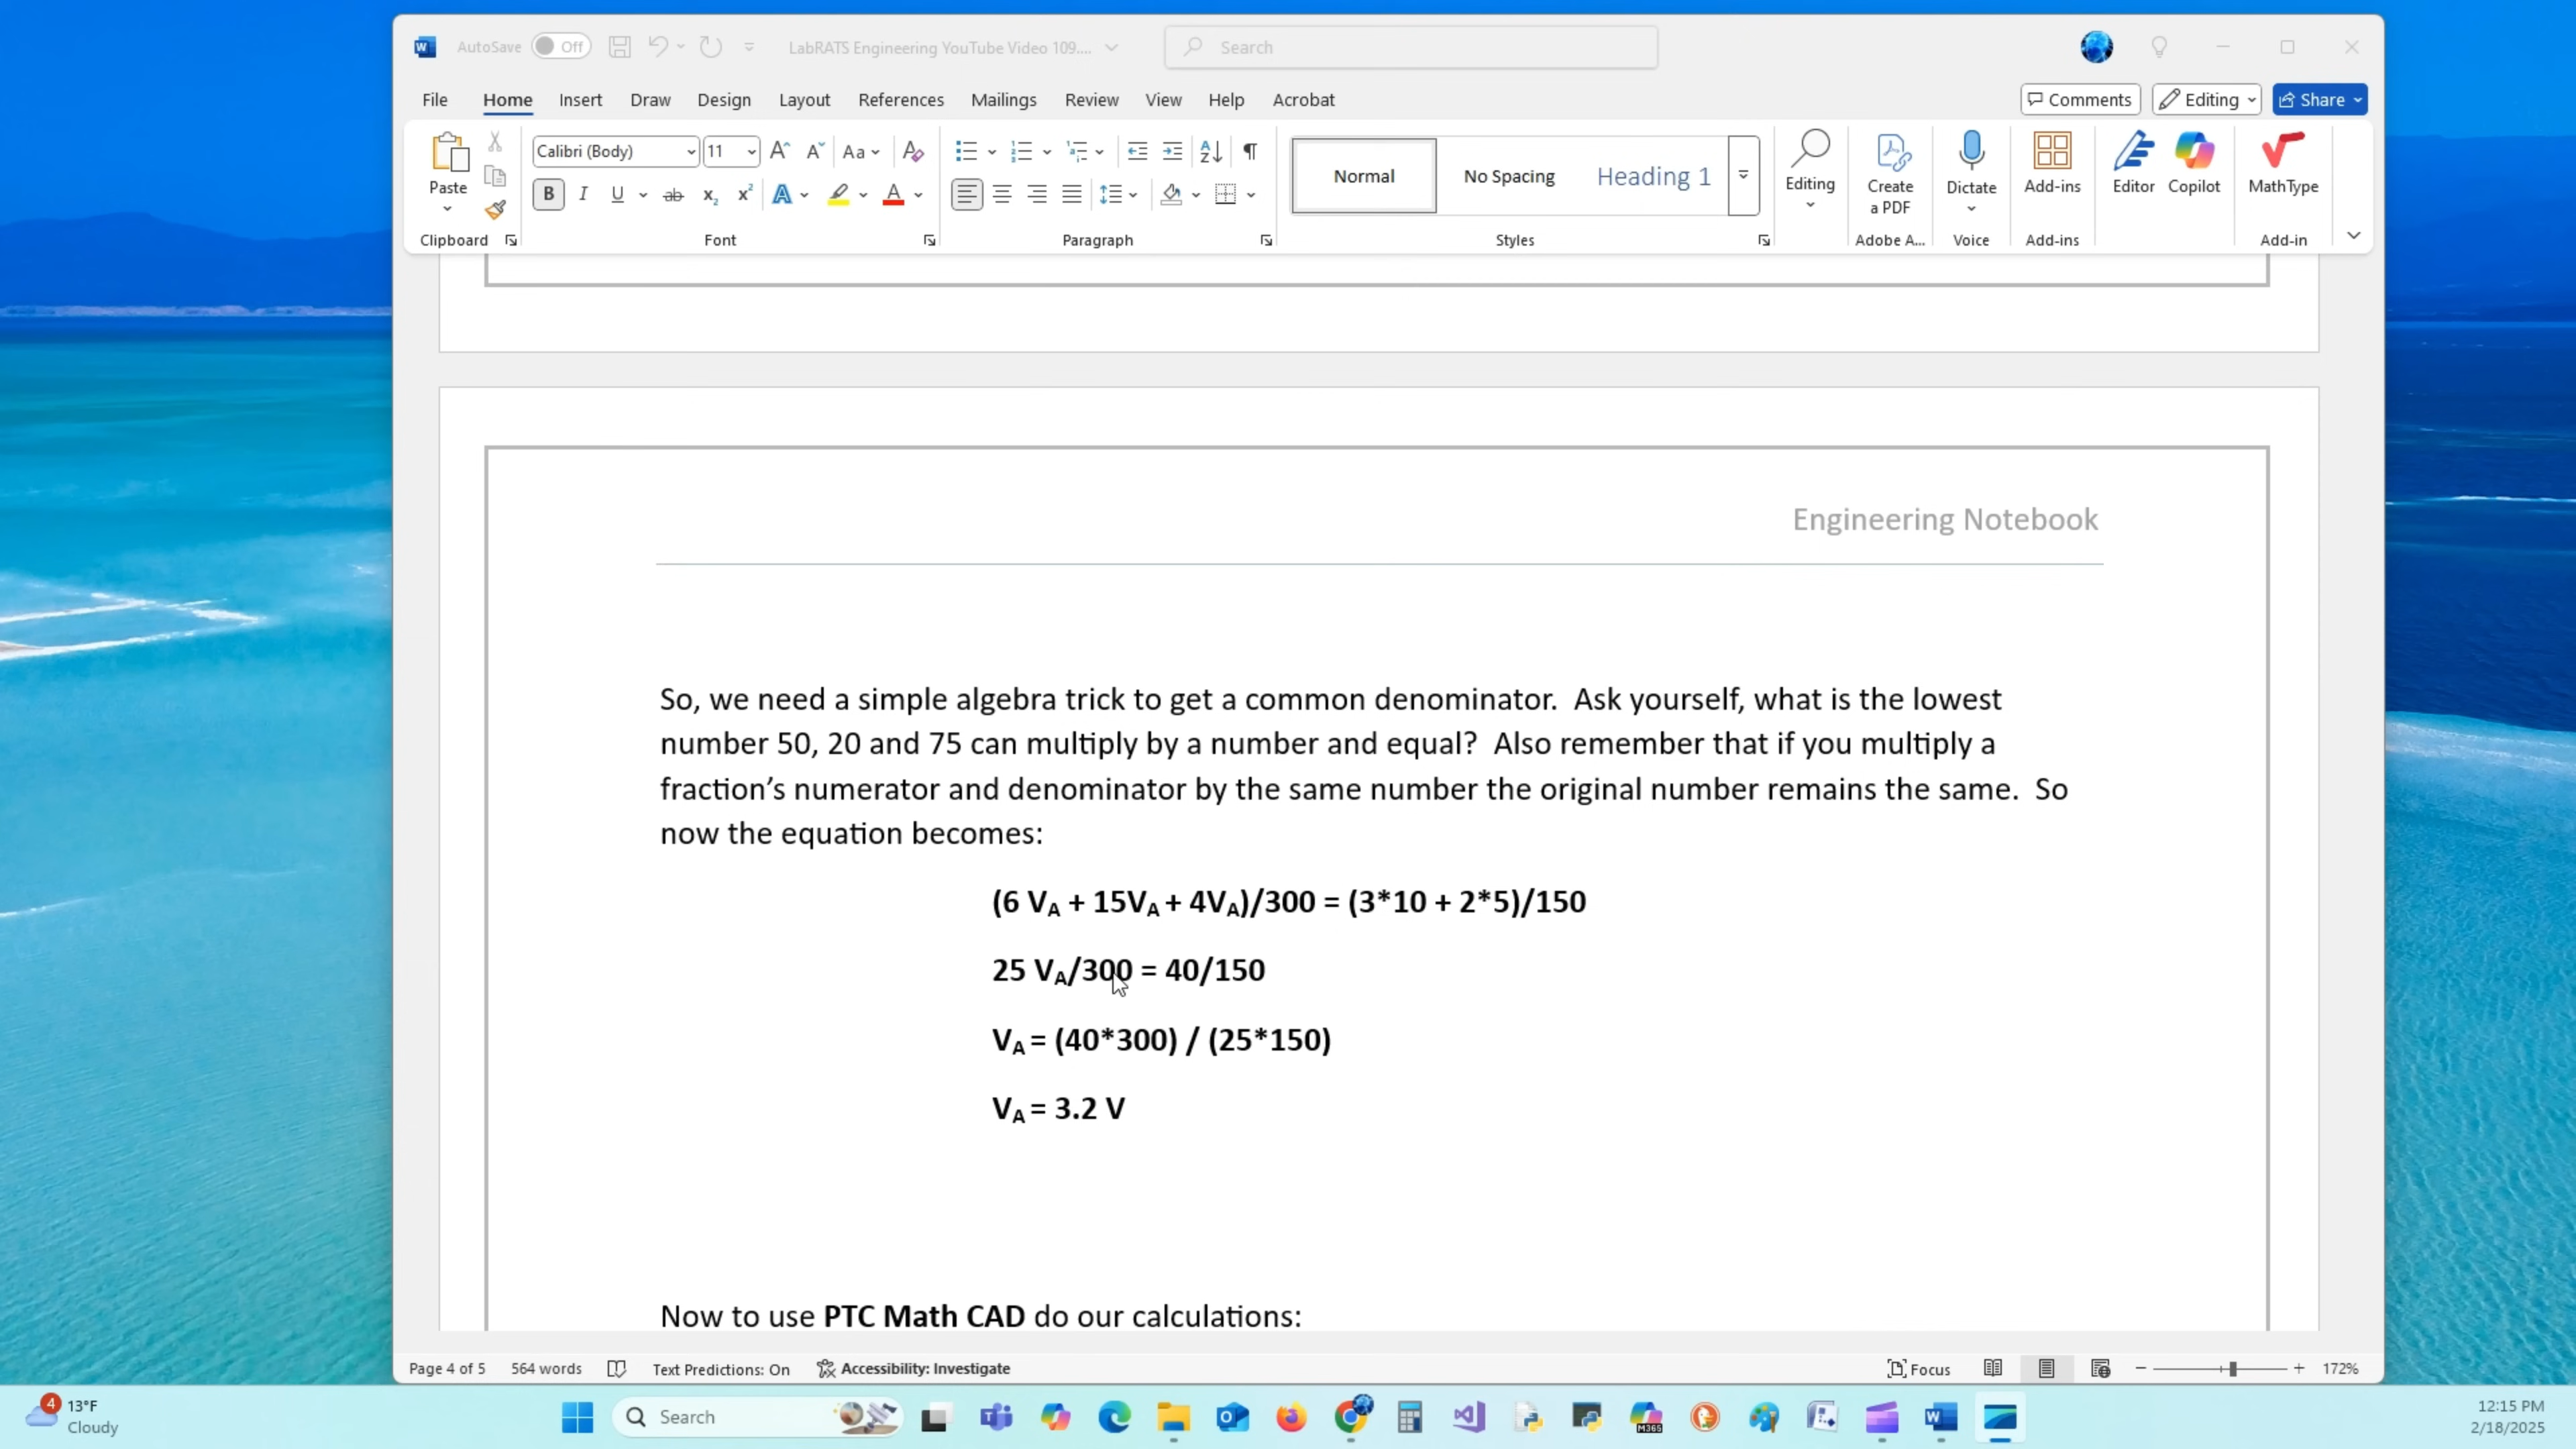 AutoSave Off LabRATS Engineering YouTube Video 109.... Search
File Home Insert Draw Design Layout References Mailings Review View Help Acrobat Comments Editing Share
Paste
Clipboard
Calibri (Body) 11 Aa
B I U ab x₂ x² A A
Font
Paragraph
Normal No Spacing Heading 1
Styles
Editing
Create a PDF
Adobe A...
Dictate
Voice
Add-ins
Add-ins
Editor Copilot
MathType
Add-in
Engineering Notebook
So, we need a simple algebra trick to get a common denominator. Ask yourself, what is the lowest
number 50, 20 and 75 can multiply by a number and equal? Also remember that if you multiply a
fraction’s numerator and denominator by the same number the original number remains the same. So
now the equation becomes:
(6 VA + 15VA + 4VA)/300 = (3*10 + 2*5)/150
25 VA/300 = 40/150
VA = (40*300) / (25*150)
VA = 3.2 V
Now to use PTC Math CAD do our calculations:
Page 4 of 5 564 words Text Predictions: On Accessibility: Investigate Focus 172%
4 13°F
Cloudy
Search
M365
12:15 PM
2/18/2025